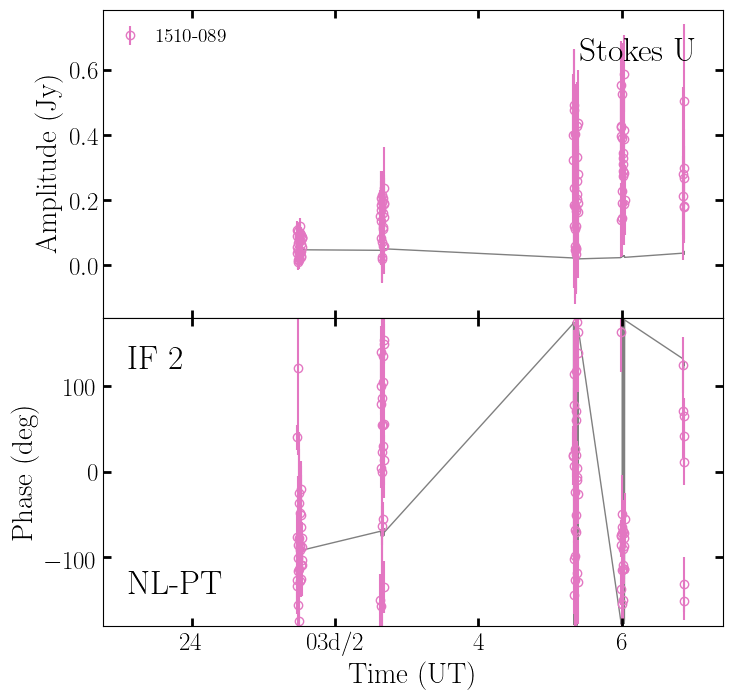 1510-089
Stokes U
Amplitude (Jy)
0.6
0.4
0.2
0.0
IF 2
NL-PT
Phase (deg)
100
0
−100
24
03d/2
4
6
Time (UT)